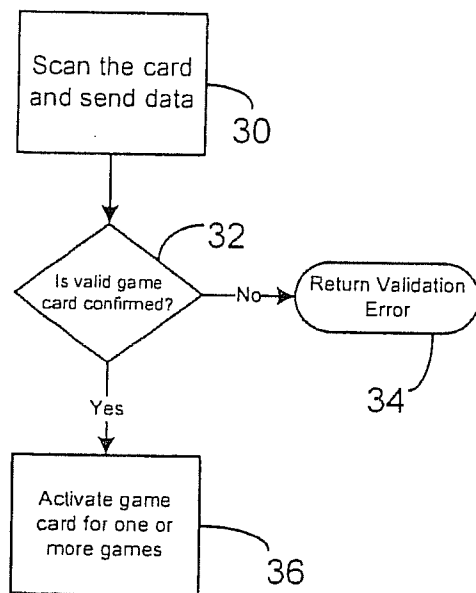 Scan the card
and send data
30
32
Is valid game
card confirmed?
No
Return Validation
Error
34
Yes
Activate game
card for one or
more games
36